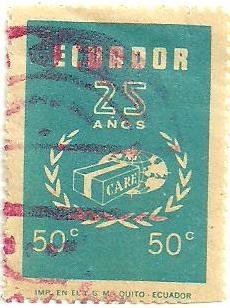 ECUADOR
25
AÑOS
CARE
50c 50c
IMP. EN EL I. G. M. QUITO - ECUADOR